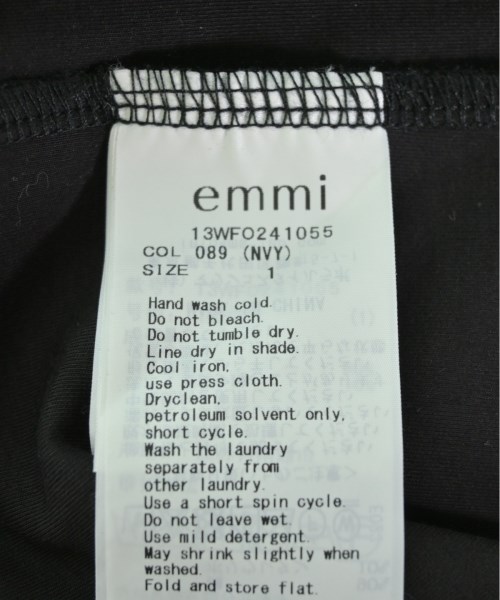 emmi
13WFO241055
COL 089 (NVY)
SIZE 1
Hand wash cold.
Do not bleach.
Do not tumble dry.
Line dry in shade.
Cool iron,
use press cloth.
Dryclean,
petroleum solvent only,
short cycle.
Wash the laundry
separately from
other laundry.
Use a short spin cycle.
Do not leave wet.
Use mild detergent.
May shrink slightly when
washed.
Fold and store flat.